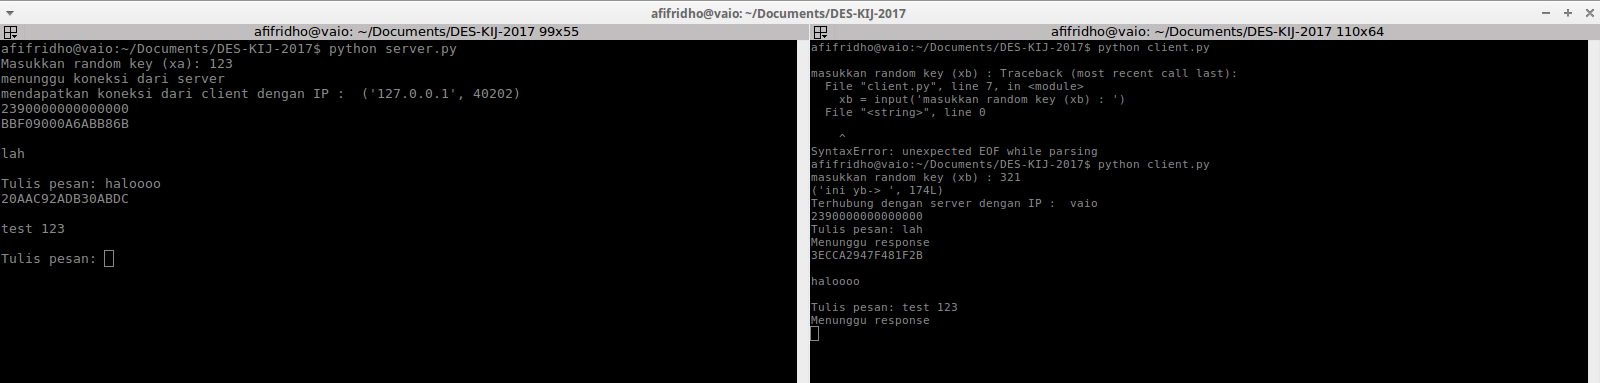 afifridho@vaio: ~/Documents/DES-KIJ-2017
afifridho@vaio: ~/Documents/DES-KIJ-2017 99x55
afifridho@vaio:~/Documents/DES-KIJ-2017$ python server.py
Masukkan random key (xa): 123
menunggu koneksi dari server
mendapatkan koneksi dari client dengan IP :  ('127.0.0.1', 40202)
2390000000000000
BBF09000A6ABB86B
lah
Tulis pesan: haloooo
20AAC92ADB30ABDC
test 123
Tulis pesan:
afifridho@vaio: ~/Documents/DES-KIJ-2017 110x64
afifridho@vaio:~/Documents/DES-KIJ-2017$ python client.py
masukkan random key (xb) : Traceback (most recent call last):
  File "client.py", line 7, in <module>
    xb = input('masukkan random key (xb) : ')
  File "<string>", line 0
    ^
SyntaxError: unexpected EOF while parsing
afifridho@vaio:~/Documents/DES-KIJ-2017$ python client.py
masukkan random key (xb) : 321
('ini yb-> ', 174L)
Terhubung dengan server dengan IP :  vaio
2390000000000000
Tulis pesan: lah
Menunggu response
3ECCA2947F481F2B
haloooo
Tulis pesan: test 123
Menunggu response